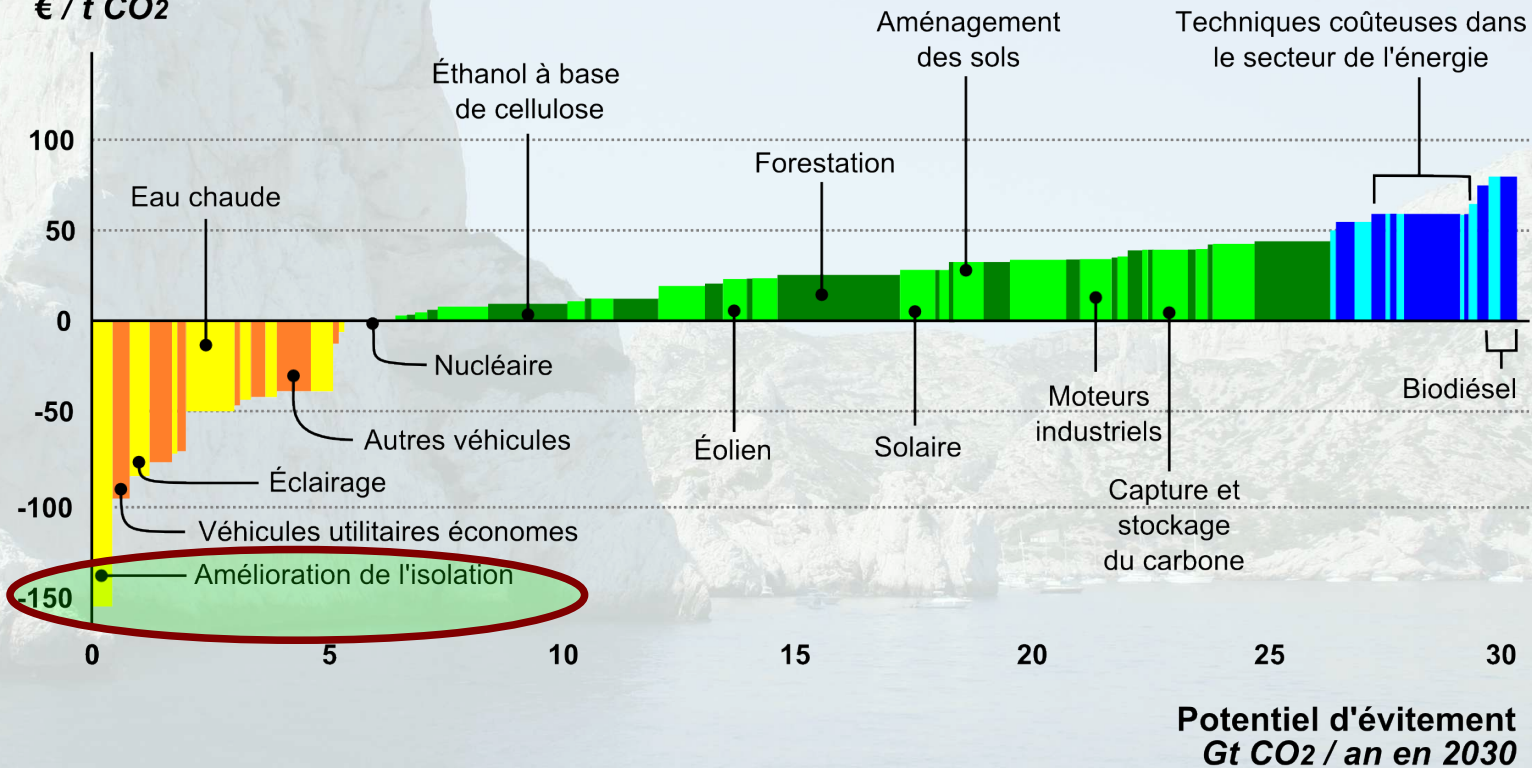 € / t CO2
Aménagement
des sols
Techniques coûteuses dans
le secteur de l'énergie
Éthanol à base
de cellulose
100
Forestation
Eau chaude
50
0
Nucléaire
-50
Biodiésel
Moteurs
industriels
Autres véhicules
Éolien
Solaire
Éclairage
Capture et
stockage
du carbone
-100
Véhicules utilitaires économes
Amélioration de l'isolation
-150
0 5 10 15 20 25 30
Potentiel d'évitement
Gt CO2 / an en 2030